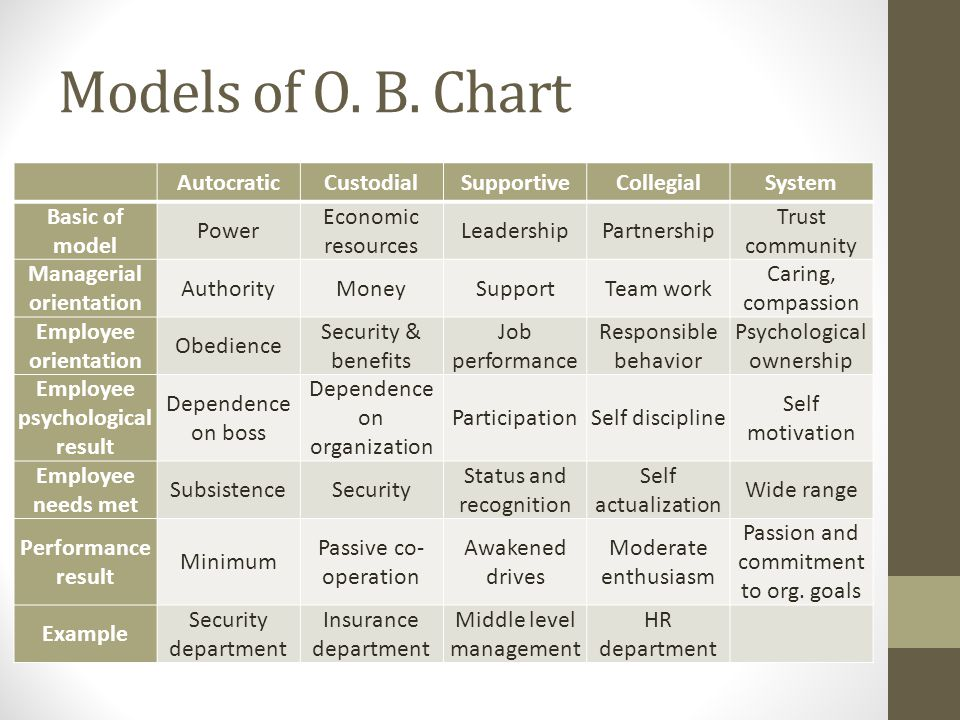 Models of O. B. Chart
Autocratic Custodial Supportive Collegial System
Basic of model Power Economic resources Leadership Partnership Trust community
Managerial orientation Authority Money Support Team work Caring, compassion
Employee orientation Obedience Security & benefits Job performance Responsible behavior Psychological ownership
Employee psychological result Dependence on boss Dependence on organization Participation Self discipline Self motivation
Employee needs met Subsistence Security Status and recognition Self actualization Wide range
Performance result Minimum Passive co-operation Awakened drives Moderate enthusiasm Passion and commitment to org. goals
Example Security department Insurance department Middle level management HR department